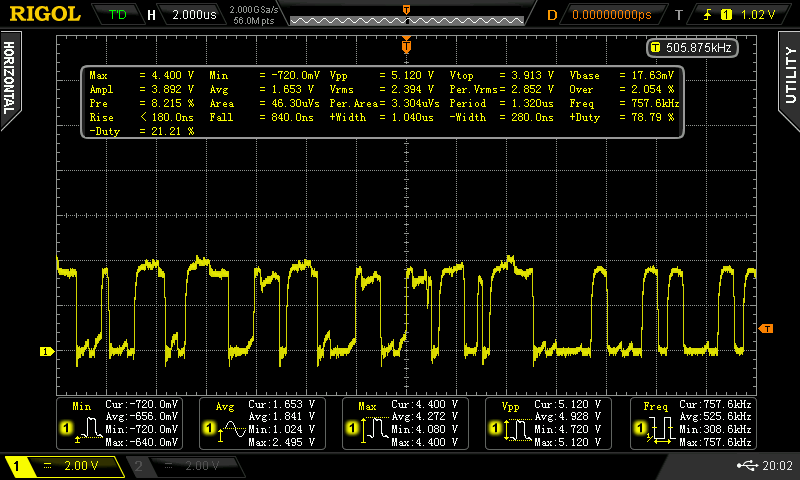 RIGOL T'D H 2.000us 2.000GSa/s 56.0M pts D 0.00000000ps T 1 1.02 V
HORIZONTAL
UTILITY
T
T 505.875kHz
Max = 4.400 V Min = -720.0mV Vpp = 5.120 V Vtop = 3.913 V Vbase = 17.63mV
Ampl = 3.892 V Avg = 1.653 V Vrms = 2.394 V Per.Vrms= 2.852 V Over = 2.054 %
Pre = 8.215 % Area = 46.30uVs Per.Area= 3.304uVs Period = 1.320us Freq = 757.6kHz
Rise < 180.0ns Fall = 840.0ns +Width = 1.040us -Width = 280.0ns +Duty = 78.79 %
-Duty = 21.21 %
T
1
Min Cur:-720.0mV
Avg:-656.0mV
Min:-720.0mV
Max:-640.0mV
1
Avg Cur:1.653 V
Avg:1.841 V
Min:1.024 V
Max:2.495 V
1
Max Cur:4.400 V
Avg:4.272 V
Min:4.080 V
Max:4.400 V
1
Vpp Cur:5.120 V
Avg:4.928 V
Min:4.720 V
Max:5.120 V
1
Freq Cur:757.6kHz
Avg:525.6kHz
Min:308.6kHz
Max:757.6kHz
1
1 2.00 V 2 2.00 V 20:02